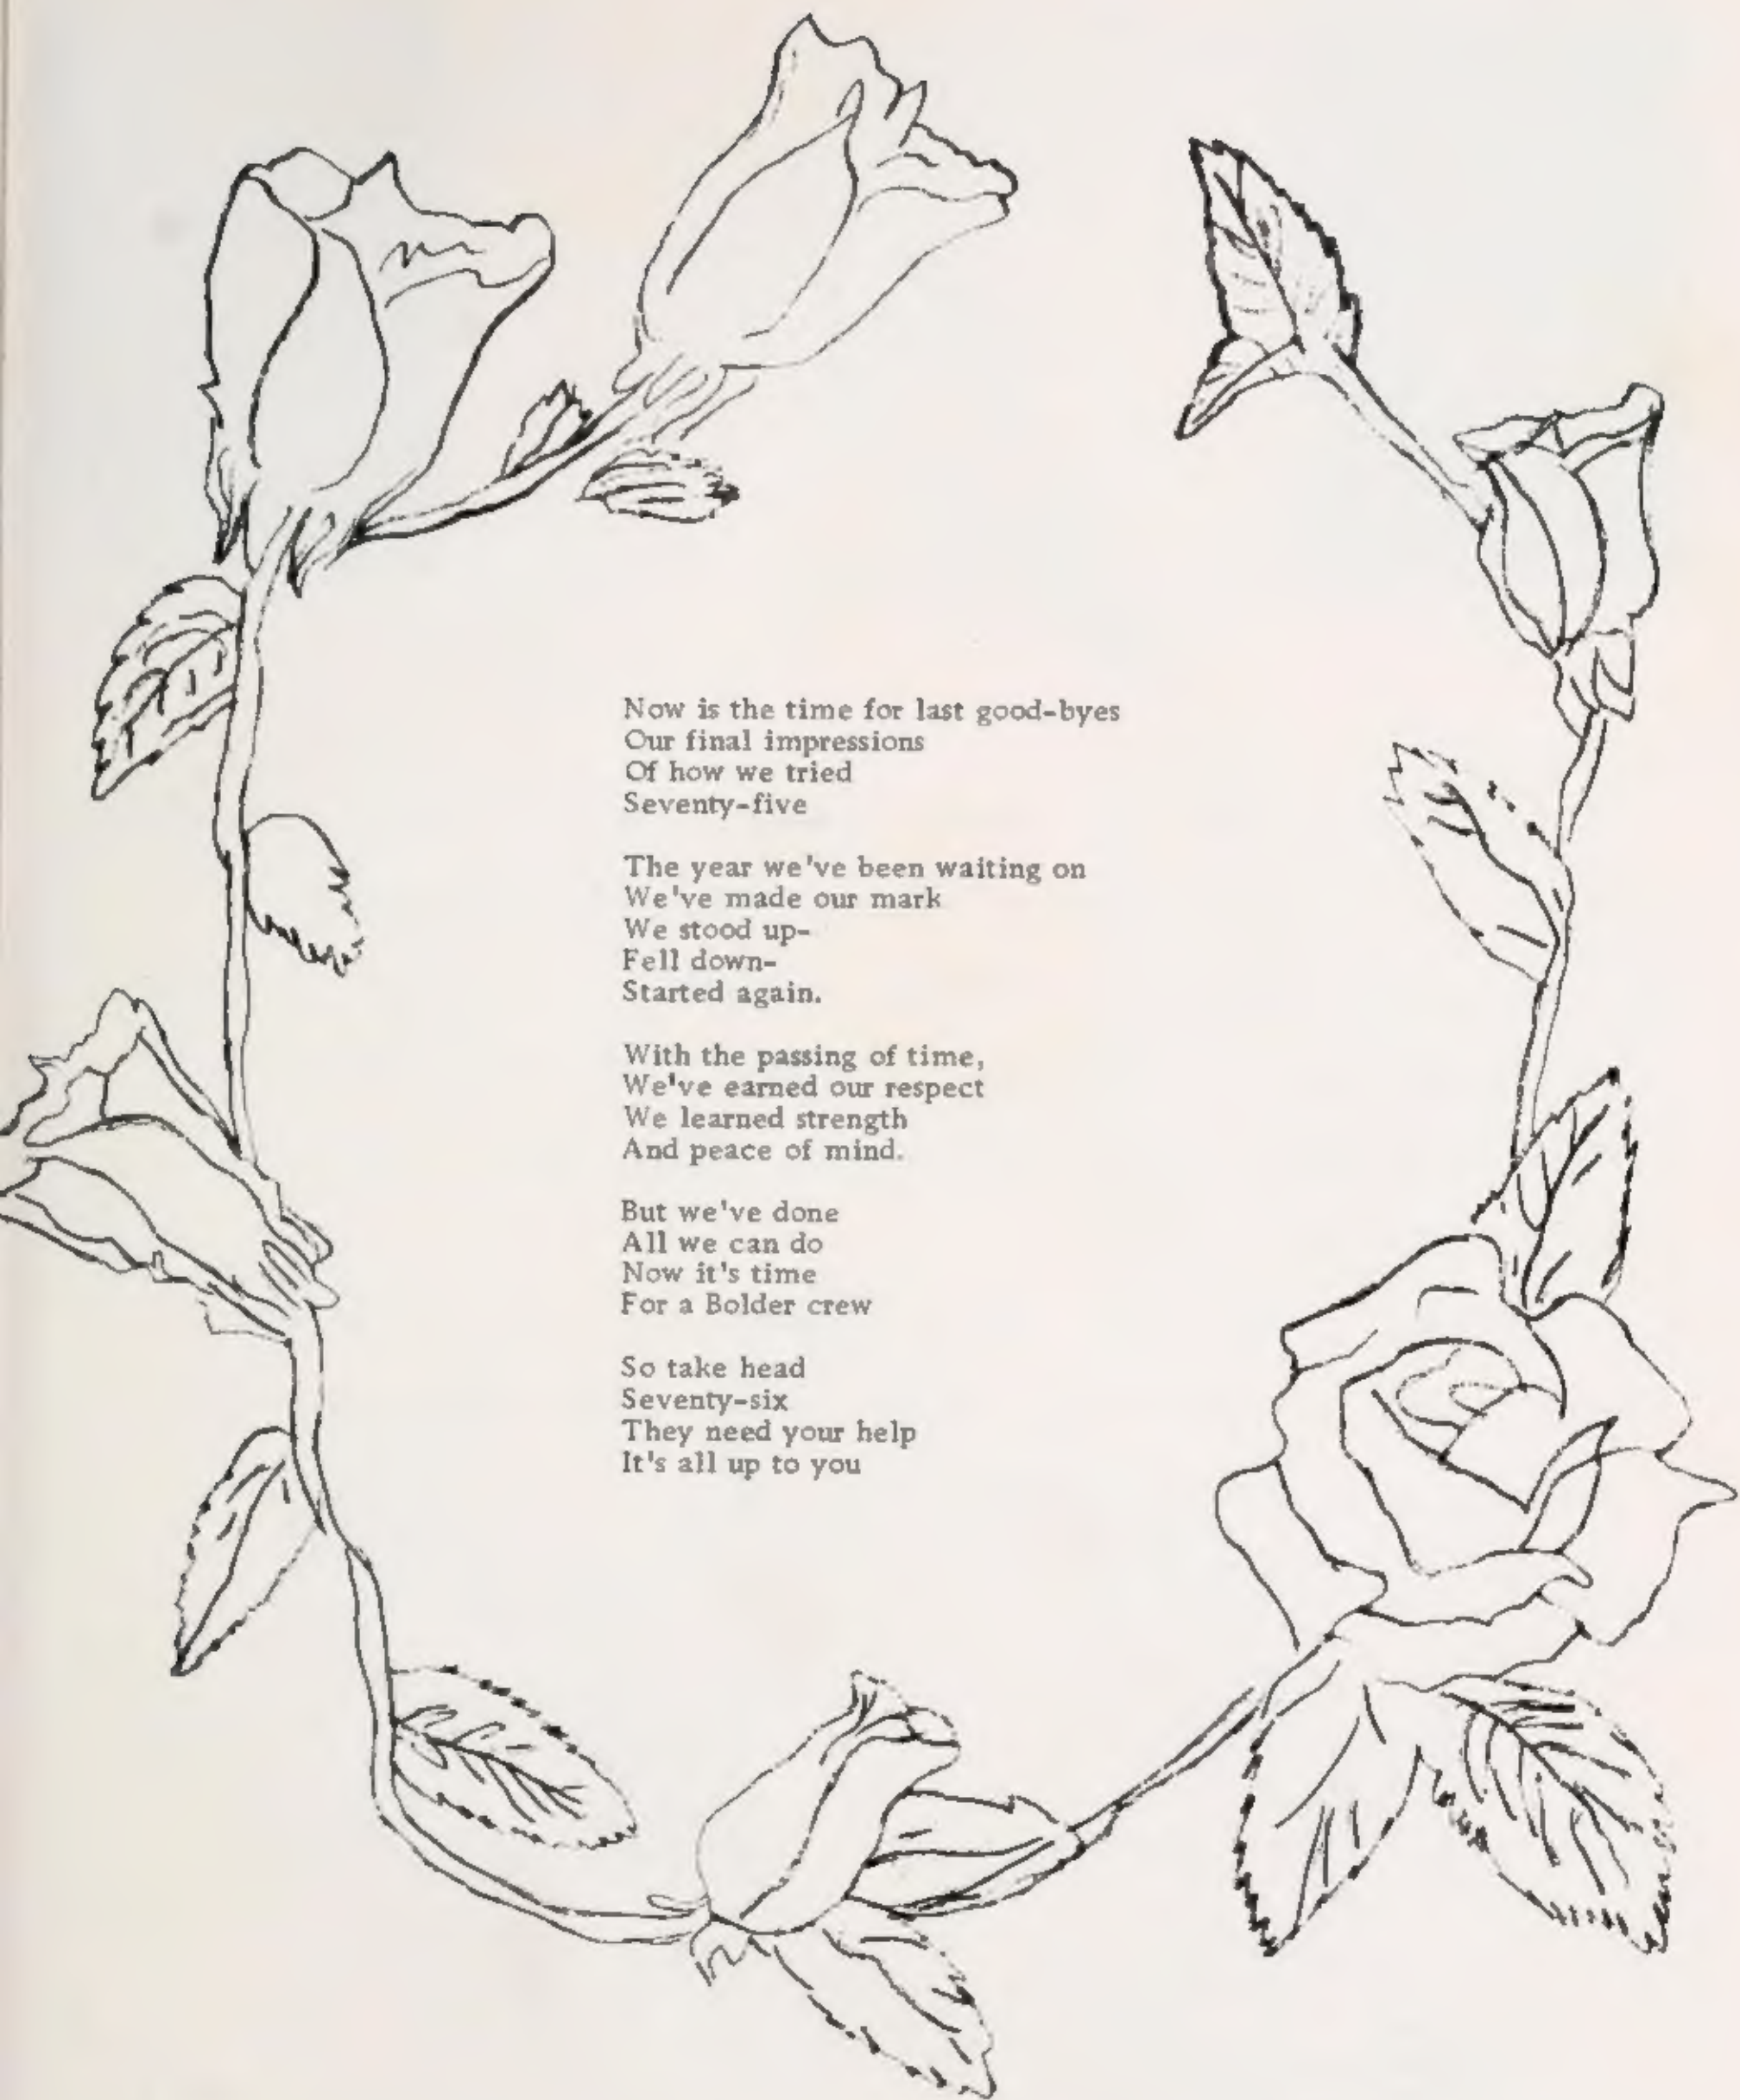 Now is the time for last good-byes
Our final impressions
Of how we tried
Seventy-five

The year we've been waiting on
We've made our mark
We stood up-
Fell down-
Started again.

With the passing of time,
We've earned our respect
We learned strength
And peace of mind.

But we've done
All we can do
Now it's time
For a Bolder crew

So take head
Seventy-six
They need your help
It's all up to you